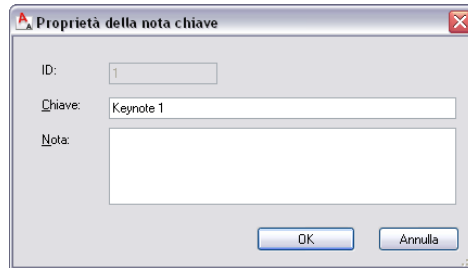 Proprietà della nota chiave
ID: 1
Chiave: Keynote 1
Nota:
OK Annulla